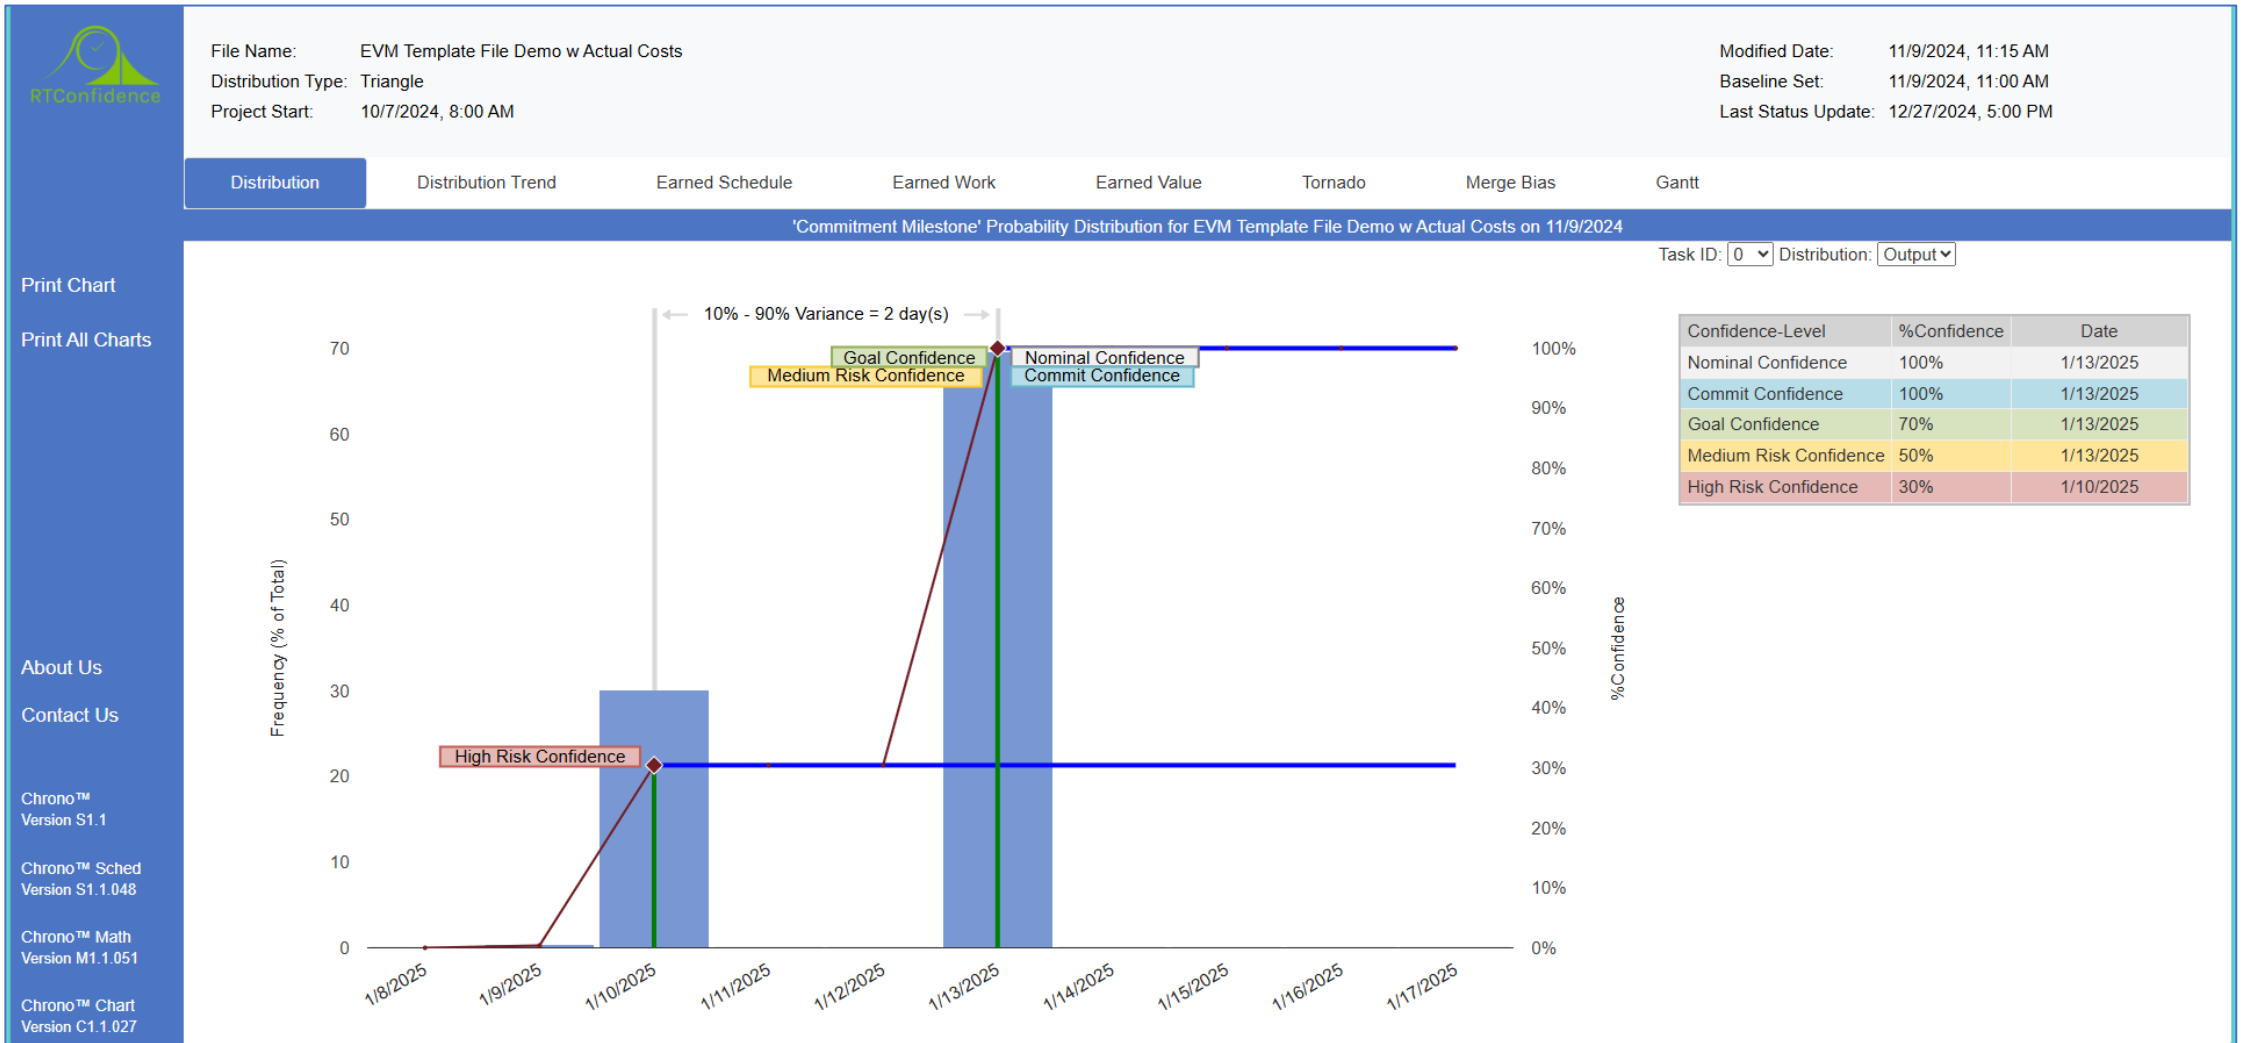 RTConfidence
File Name: EVM Template File Demo w Actual Costs
Distribution Type: Triangle
Project Start: 10/7/2024, 8:00 AM
Modified Date: 11/9/2024, 11:15 AM
Baseline Set: 11/9/2024, 11:00 AM
Last Status Update: 12/27/2024, 5:00 PM
Distribution Distribution Trend Earned Schedule Earned Work Earned Value Tornado Merge Bias Gantt
'Commitment Milestone' Probability Distribution for EVM Template File Demo w Actual Costs on 11/9/2024
Task ID: 0 Distribution: Output
Print Chart
Print All Charts
About Us
Contact Us
Chrono™
Version S1.1
Chrono™ Sched
Version S1.1.048
Chrono™ Math
Version M1.1.051
Chrono™ Chart
Version C1.1.027
10% - 90% Variance = 2 day(s)
Goal Confidence
Nominal Confidence
Medium Risk Confidence
Commit Confidence
High Risk Confidence
Frequency (% of Total)
70
60
50
40
30
20
10
0
100%
90%
80%
70%
60%
50%
40%
30%
20%
10%
0%
%Confidence
1/8/2025 1/9/2025 1/10/2025 1/11/2025 1/12/2025 1/13/2025 1/14/2025 1/15/2025 1/16/2025 1/17/2025
Confidence-Level %Confidence Date
Nominal Confidence 100% 1/13/2025
Commit Confidence 100% 1/13/2025
Goal Confidence 70% 1/13/2025
Medium Risk Confidence 50% 1/13/2025
High Risk Confidence 30% 1/10/2025